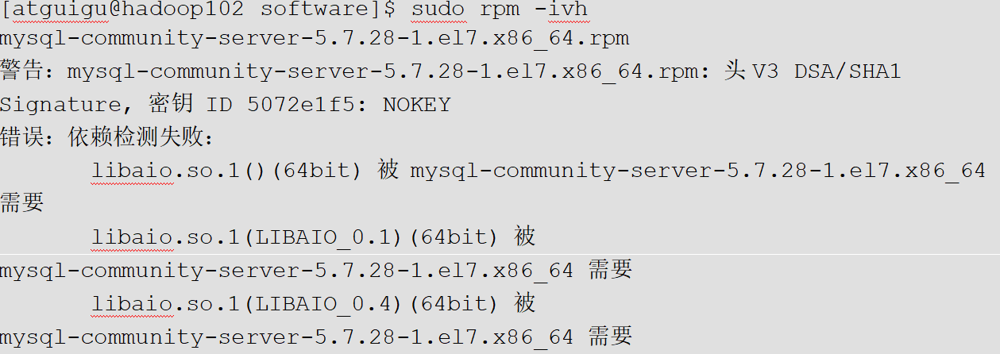 [atguigu@hadoop102 software]$ sudo rpm -ivh
mysql-community-server-5.7.28-1.el7.x86_64.rpm
警告：mysql-community-server-5.7.28-1.el7.x86_64.rpm: 头V3 DSA/SHA1
Signature, 密钥 ID 5072e1f5: NOKEY
错误：依赖检测失败：
libaio.so.1()(64bit) 被 mysql-community-server-5.7.28-1.el7.x86_64
需要
libaio.so.1(LIBAIO_0.1)(64bit) 被
mysql-community-server-5.7.28-1.el7.x86_64 需要
libaio.so.1(LIBAIO_0.4)(64bit) 被
mysql-community-server-5.7.28-1.el7.x86_64 需要